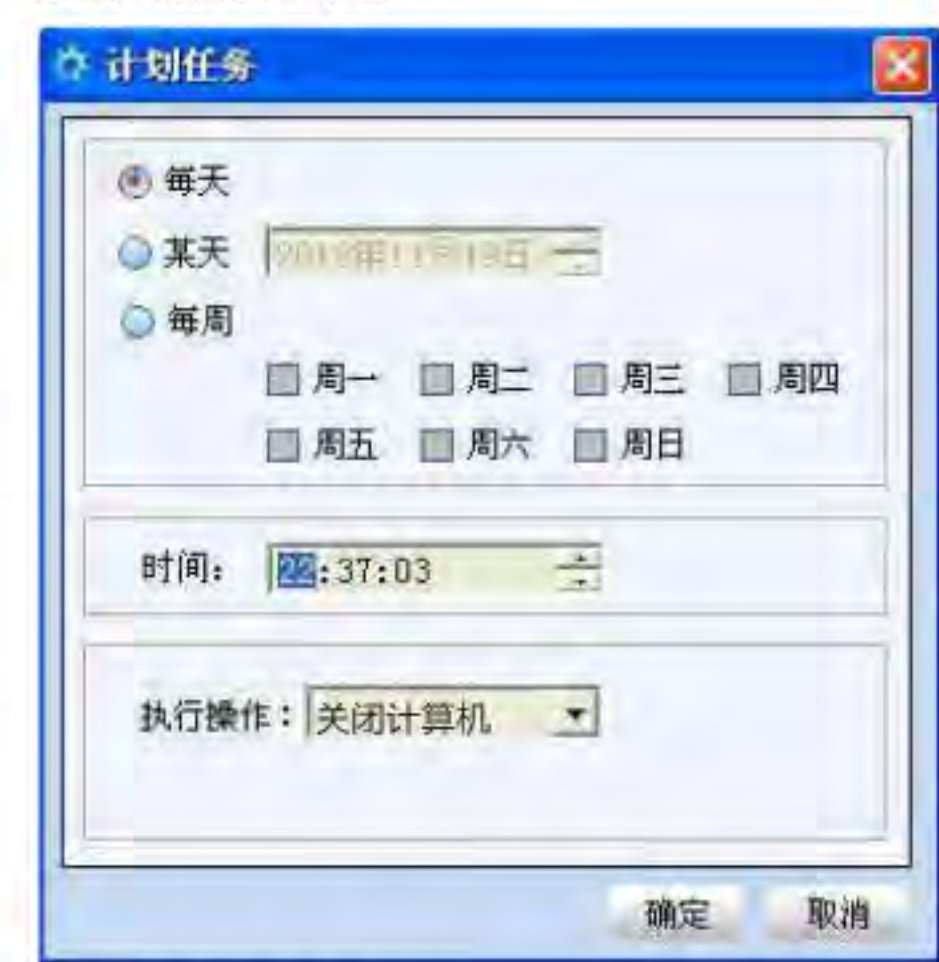 计划任务
每天
某天
每周
周一 周二 周三 周四
周五 周六 周日
时间: 22:37:03
执行操作: 关闭计算机
确定 取消